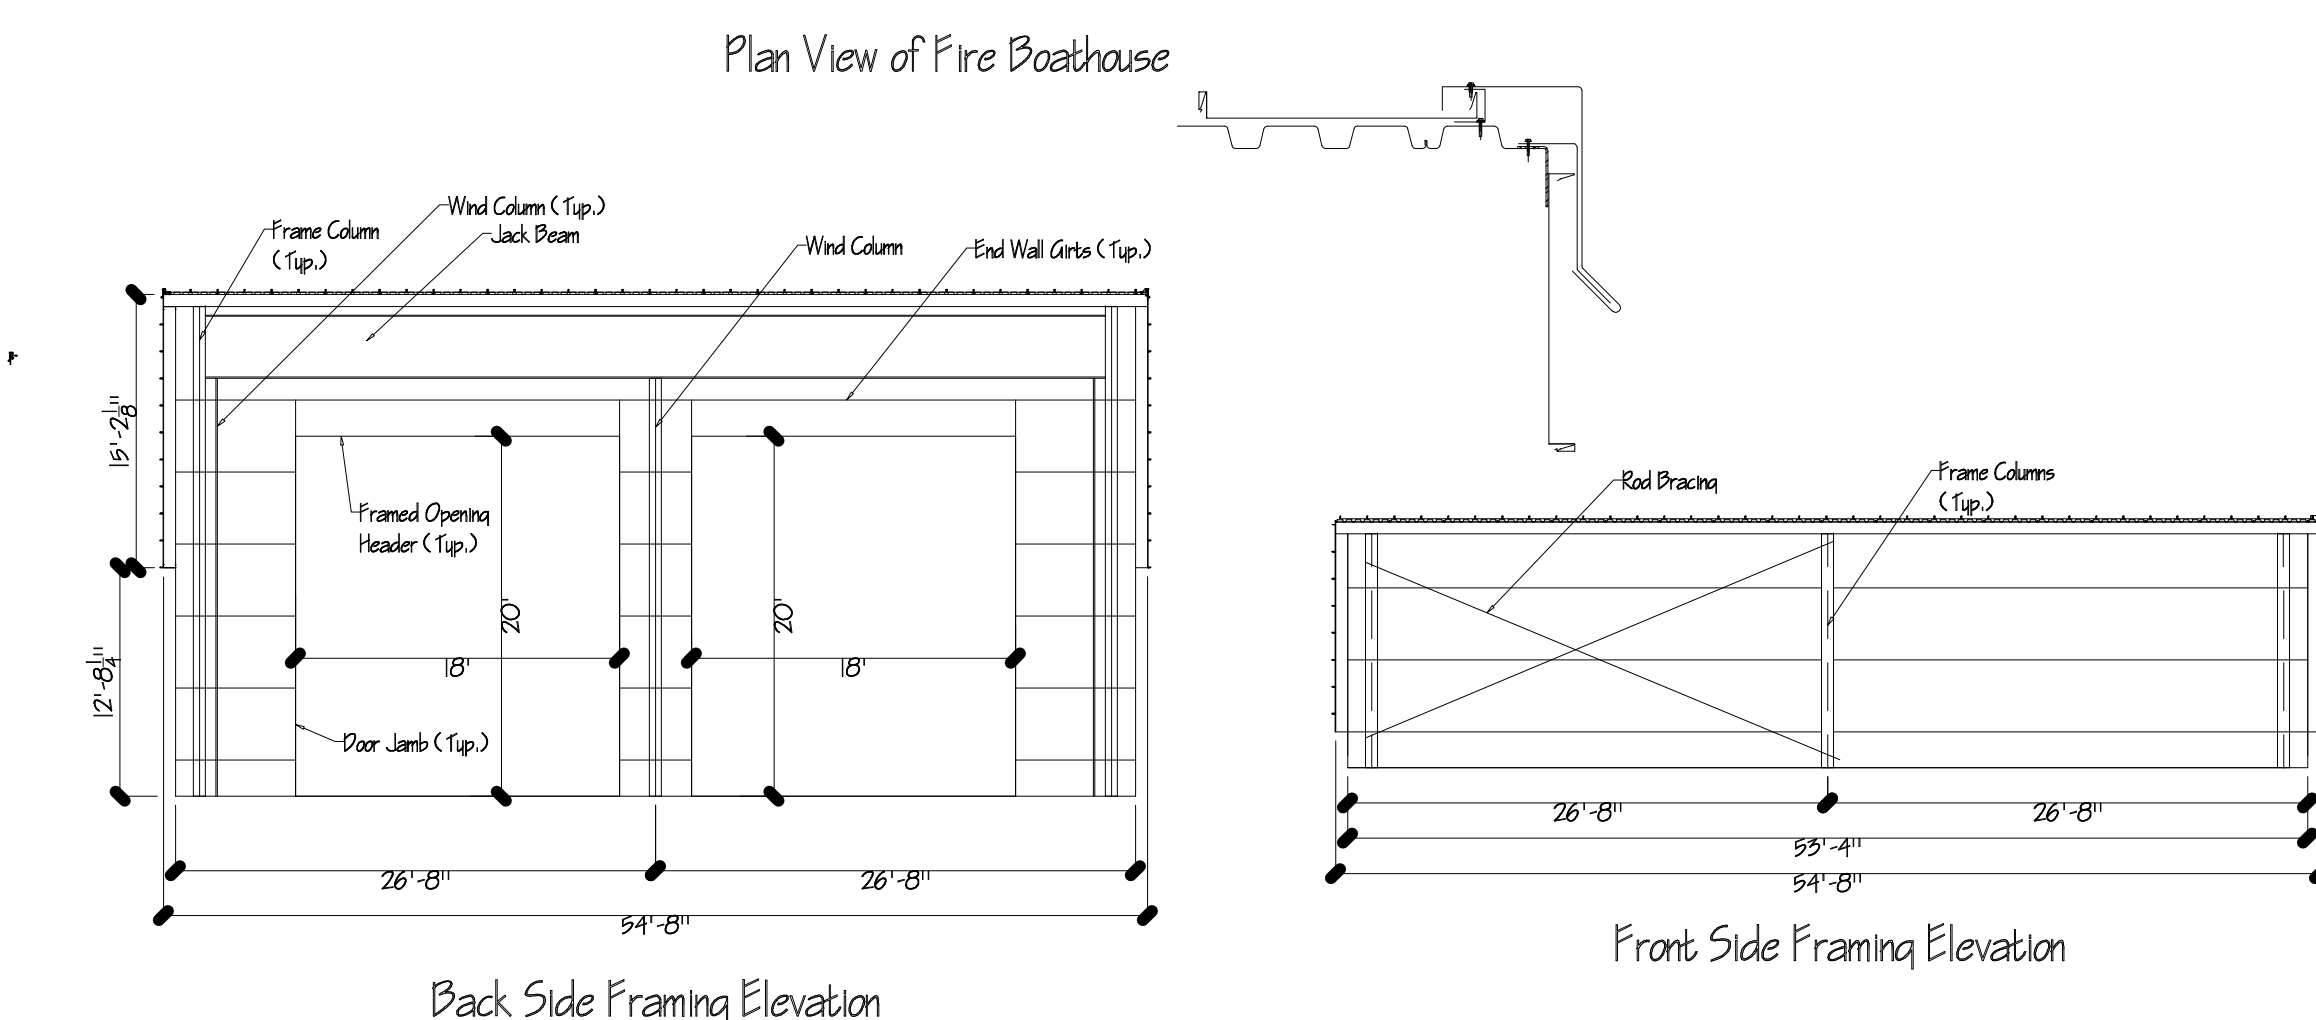 Plan View of Fire Boathouse
Wind Column (Typ.)
Jack Beam
Frame Column
(Typ.)
Wind Column
End Wall Girts (Typ.)
15'-2 1/8"
Framed Opening
Header (Typ.)
20'
20'
18'
18'
12'-8 1/4"
Door Jamb (Typ.)
26'-8"
26'-8"
54'-8"
Back Side Framing Elevation
Rod Bracing
Frame Columns
(Typ.)
26'-8"
26'-8"
53'-4"
54'-8"
Front Side Framing Elevation